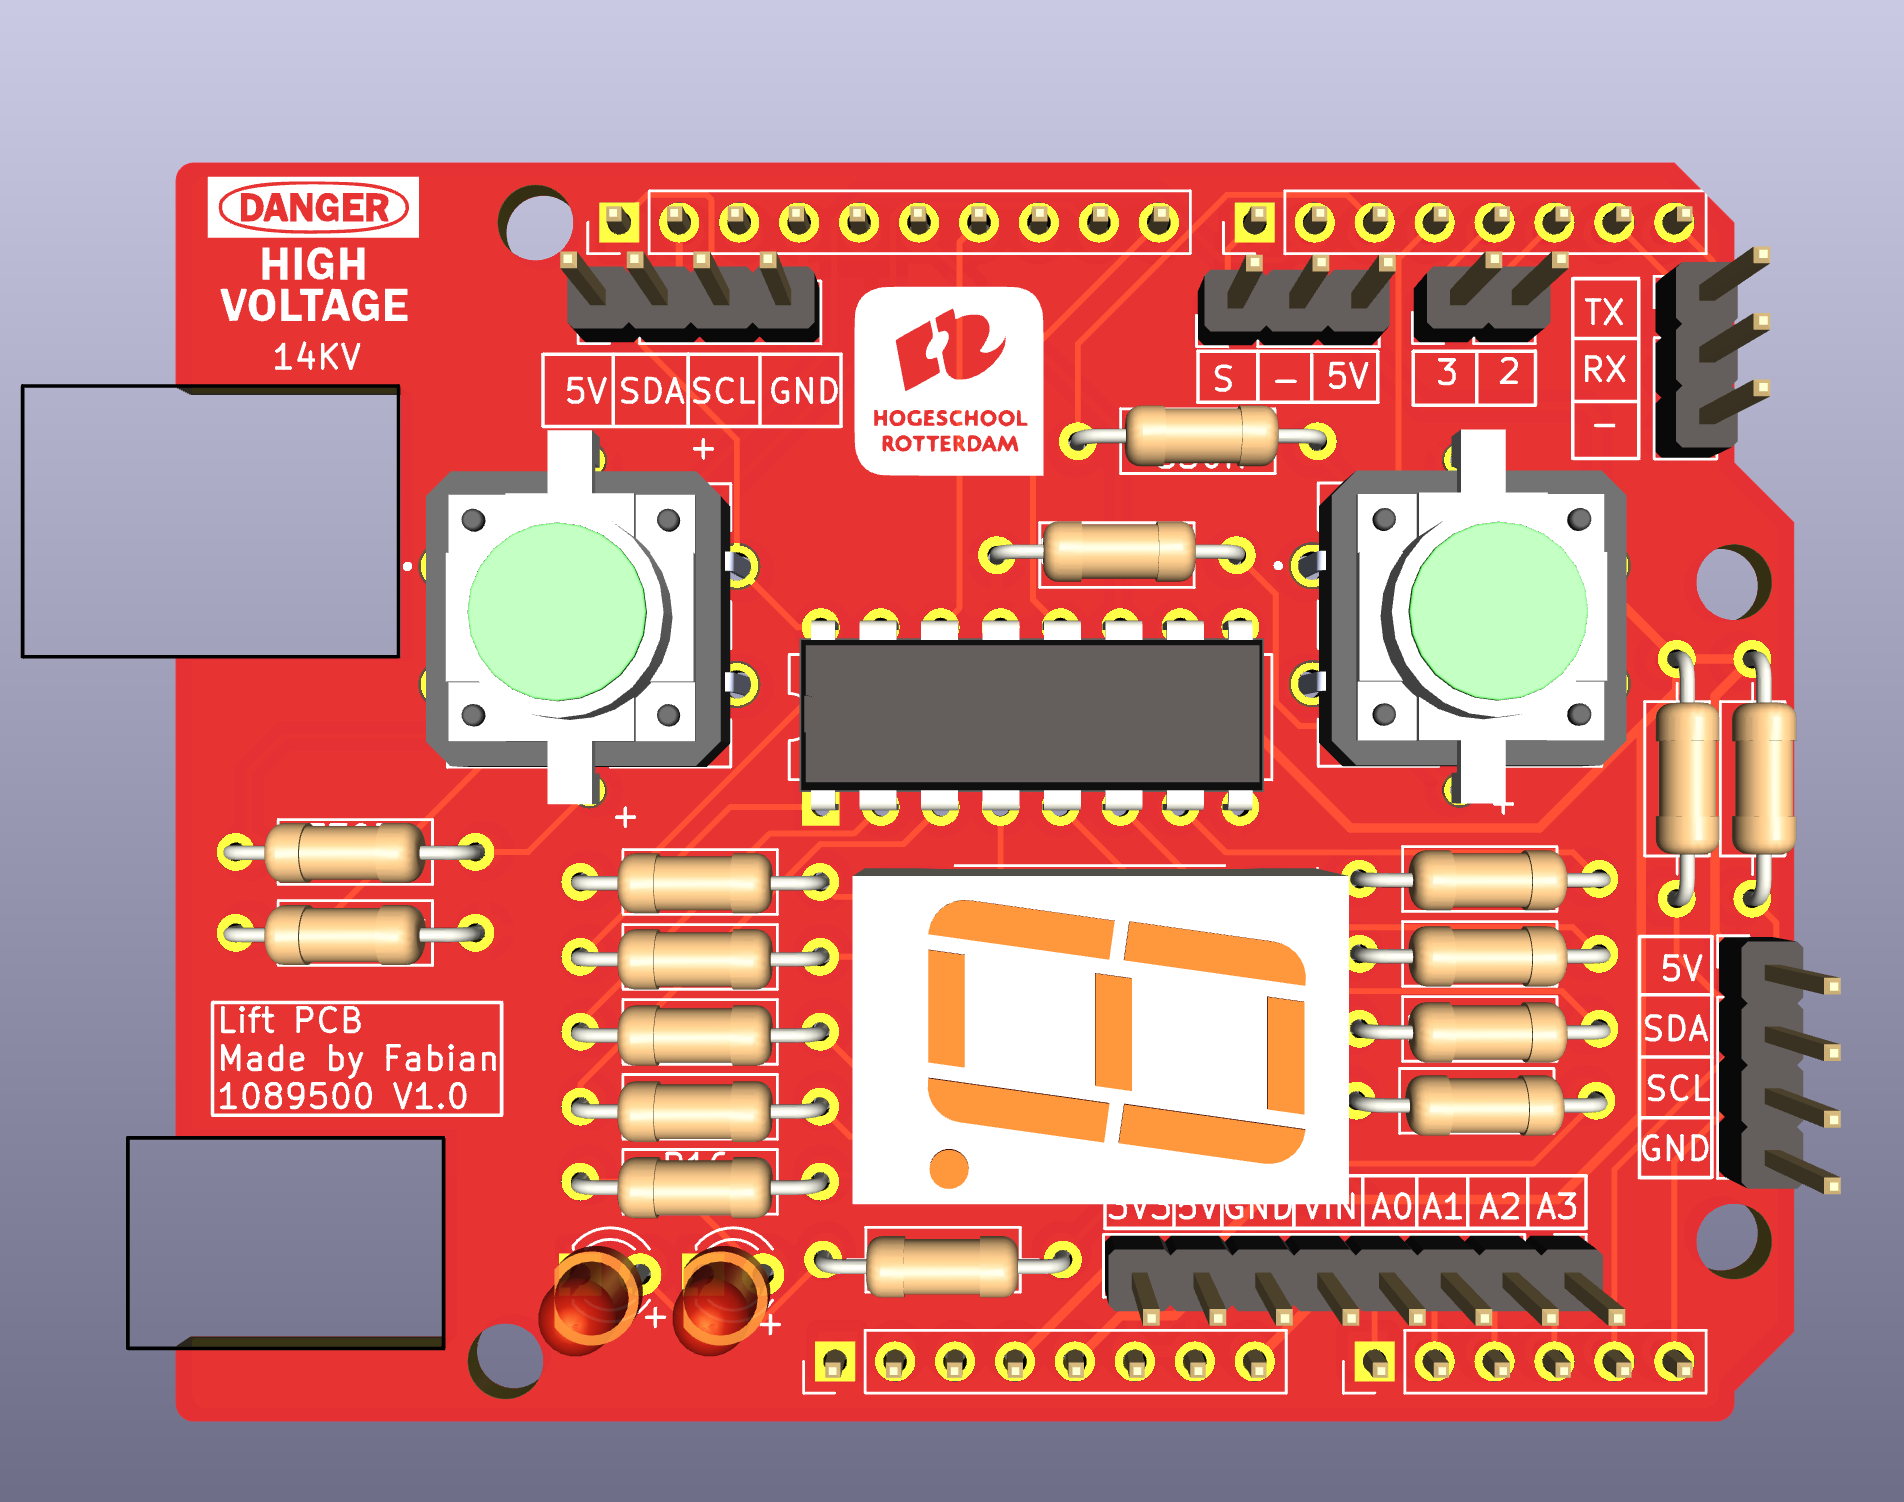 DANGER
HIGH
VOLTAGE
14KV
5V SDA SCL GND
HOGESCHOOL
ROTTERDAM
S - 5V
3 2
TX
RX
-
+
+
+
Lift PCB
Made by Fabian
1089500 V1.0
5V
SDA
SCL
GND
3V3 5V GND VIN A0 A1 A2 A3
+
+